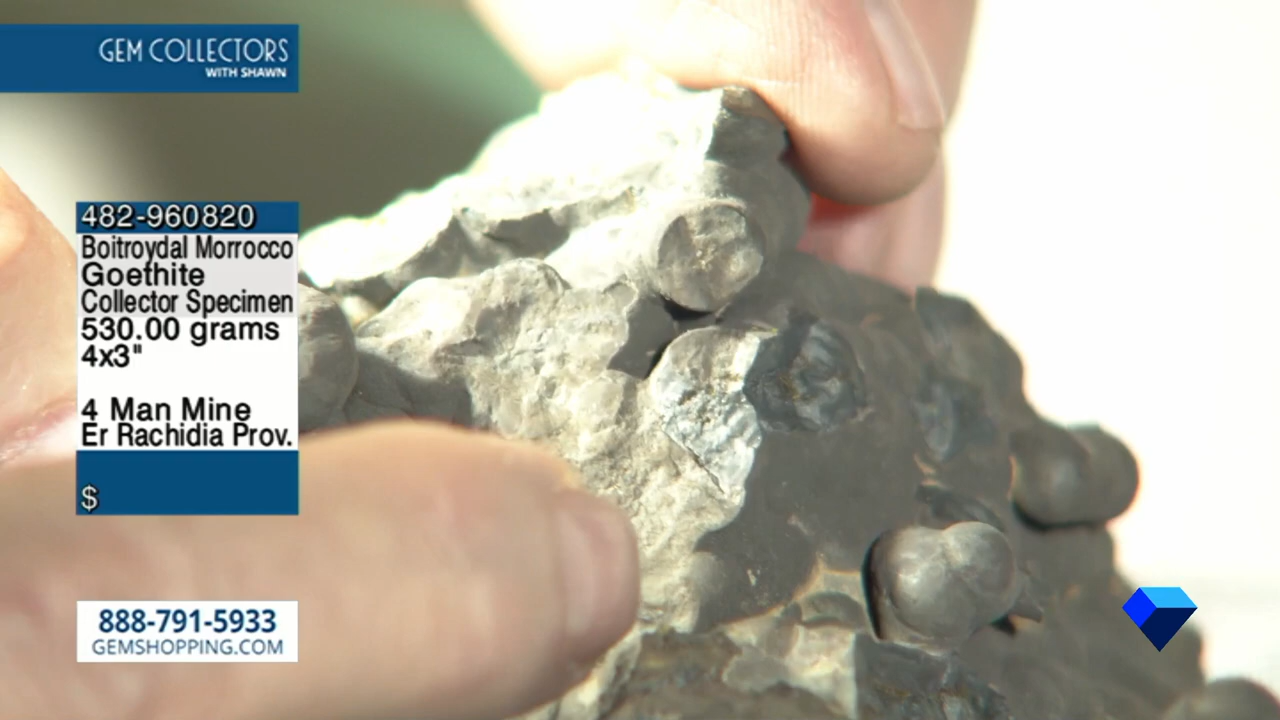 GEM COLLECTORS
WITH SHAWN
482-960820
Boitroydal Morrocco
Goethite
Collector Specimen
530.00 grams
4x3"
4 Man Mine
Er Rachidia Prov.
$
888-791-5933
GEMSHOPPING.COM